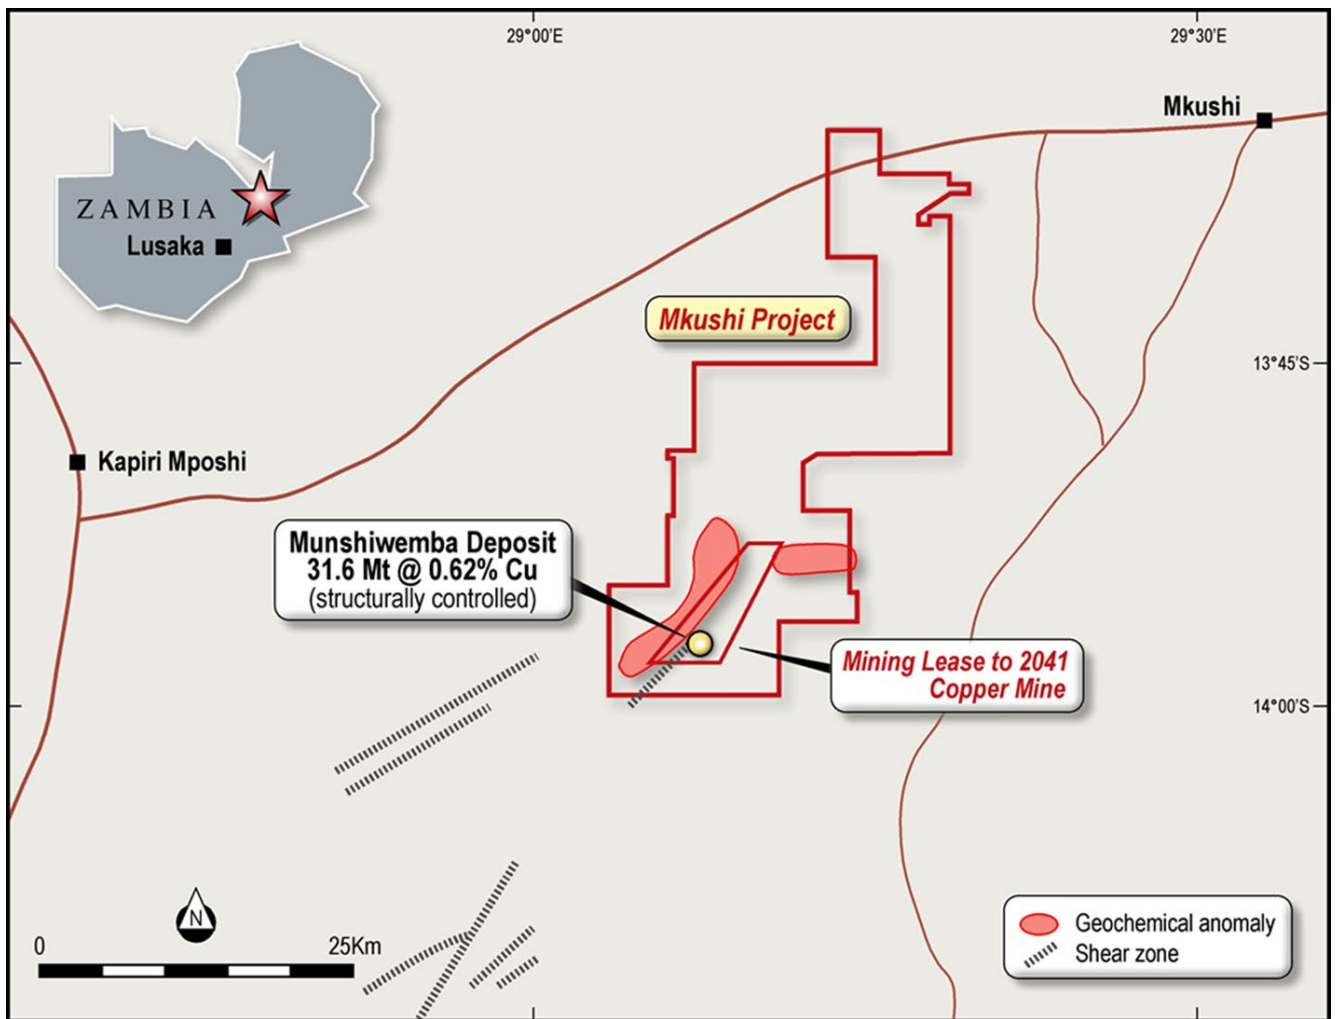 29°00'E
29°30'E
Mkushi
ZAMBIA
Lusaka
Mkushi Project
13°45'S
Kapiri Mposhi
Munshiwemba Deposit
31.6 Mt @ 0.62% Cu
(structurally controlled)
Mining Lease to 2041
Copper Mine
14°00'S
N
0
25Km
Geochemical anomaly
Shear zone